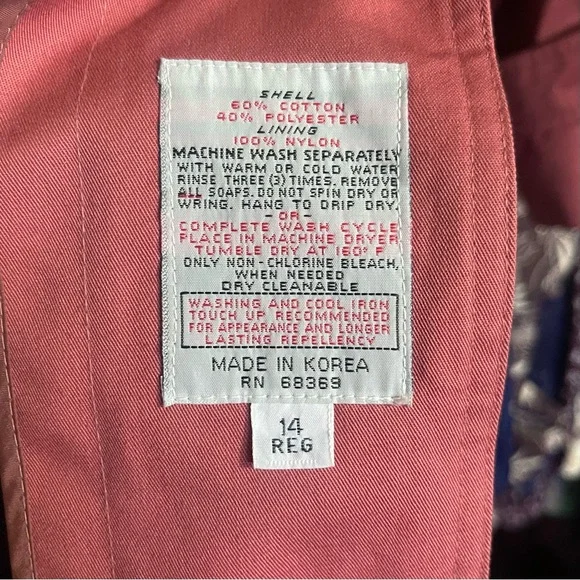 SHELL
60% COTTON
40% POLYESTER
LINING
100% NYLON
MACHINE WASH SEPARATELY
WITH WARM OR COLD WATER
RINSE THREE (3) TIMES. REMOVE
ALL SOAPS. DO NOT SPIN DRY OR
WRING. HANG TO DRIP DRY.
- OR -
COMPLETE WASH CYCLE
PLACE IN MACHINE DRYER
TUMBLE DRY AT 160° F
ONLY NON-CHLORINE BLEACH,
WHEN NEEDED
DRY CLEANABLE
WASHING AND COOL IRON
TOUCH UP RECOMMENDED
FOR APPEARANCE AND LONGER
LASTING REPELLENCY
MADE IN KOREA
RN 68369
14
REG